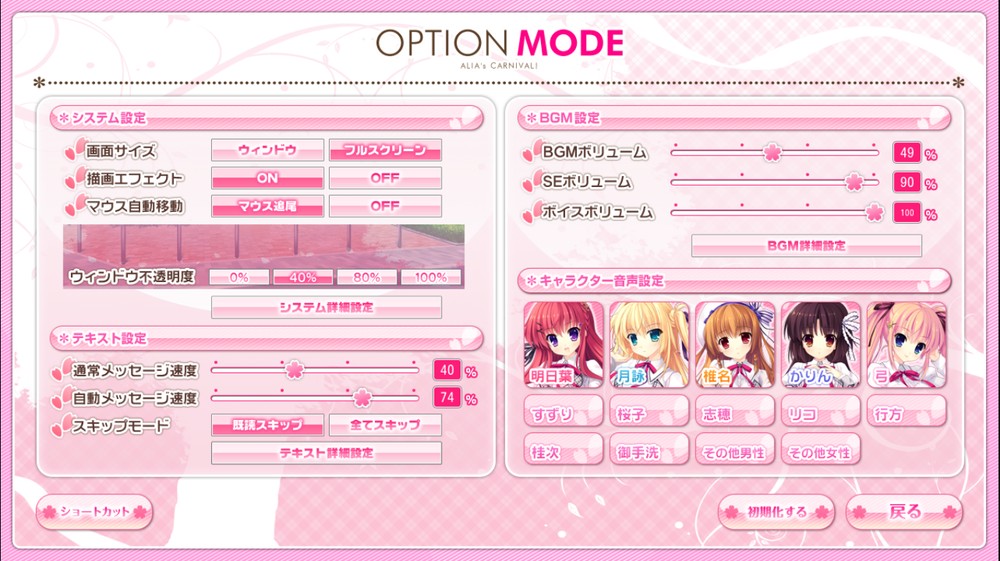 OPTION MODE
ALIA's CARNIVAL!
＊システム設定
画面サイズ ウィンドウ フルスクリーン
描画エフェクト ON OFF
マウス自動移動 マウス追尾 OFF
ウィンドウ不透明度 0% 40% 80% 100%
システム詳細設定
＊テキスト設定
通常メッセージ速度 40 %
自動メッセージ速度 74 %
スキップモード 既読スキップ 全てスキップ
テキスト詳細設定
＊BGM設定
BGMボリューム 49 %
SEボリューム 90 %
ボイスボリューム 100 %
BGM詳細設定
＊キャラクター音声設定
明日葉 月詠 椎名 かりん 弓
すずり 桜子 志穂 リコ 行方
桂次 御手洗 その他男性 その他女性
ショートカット 初期化する 戻る